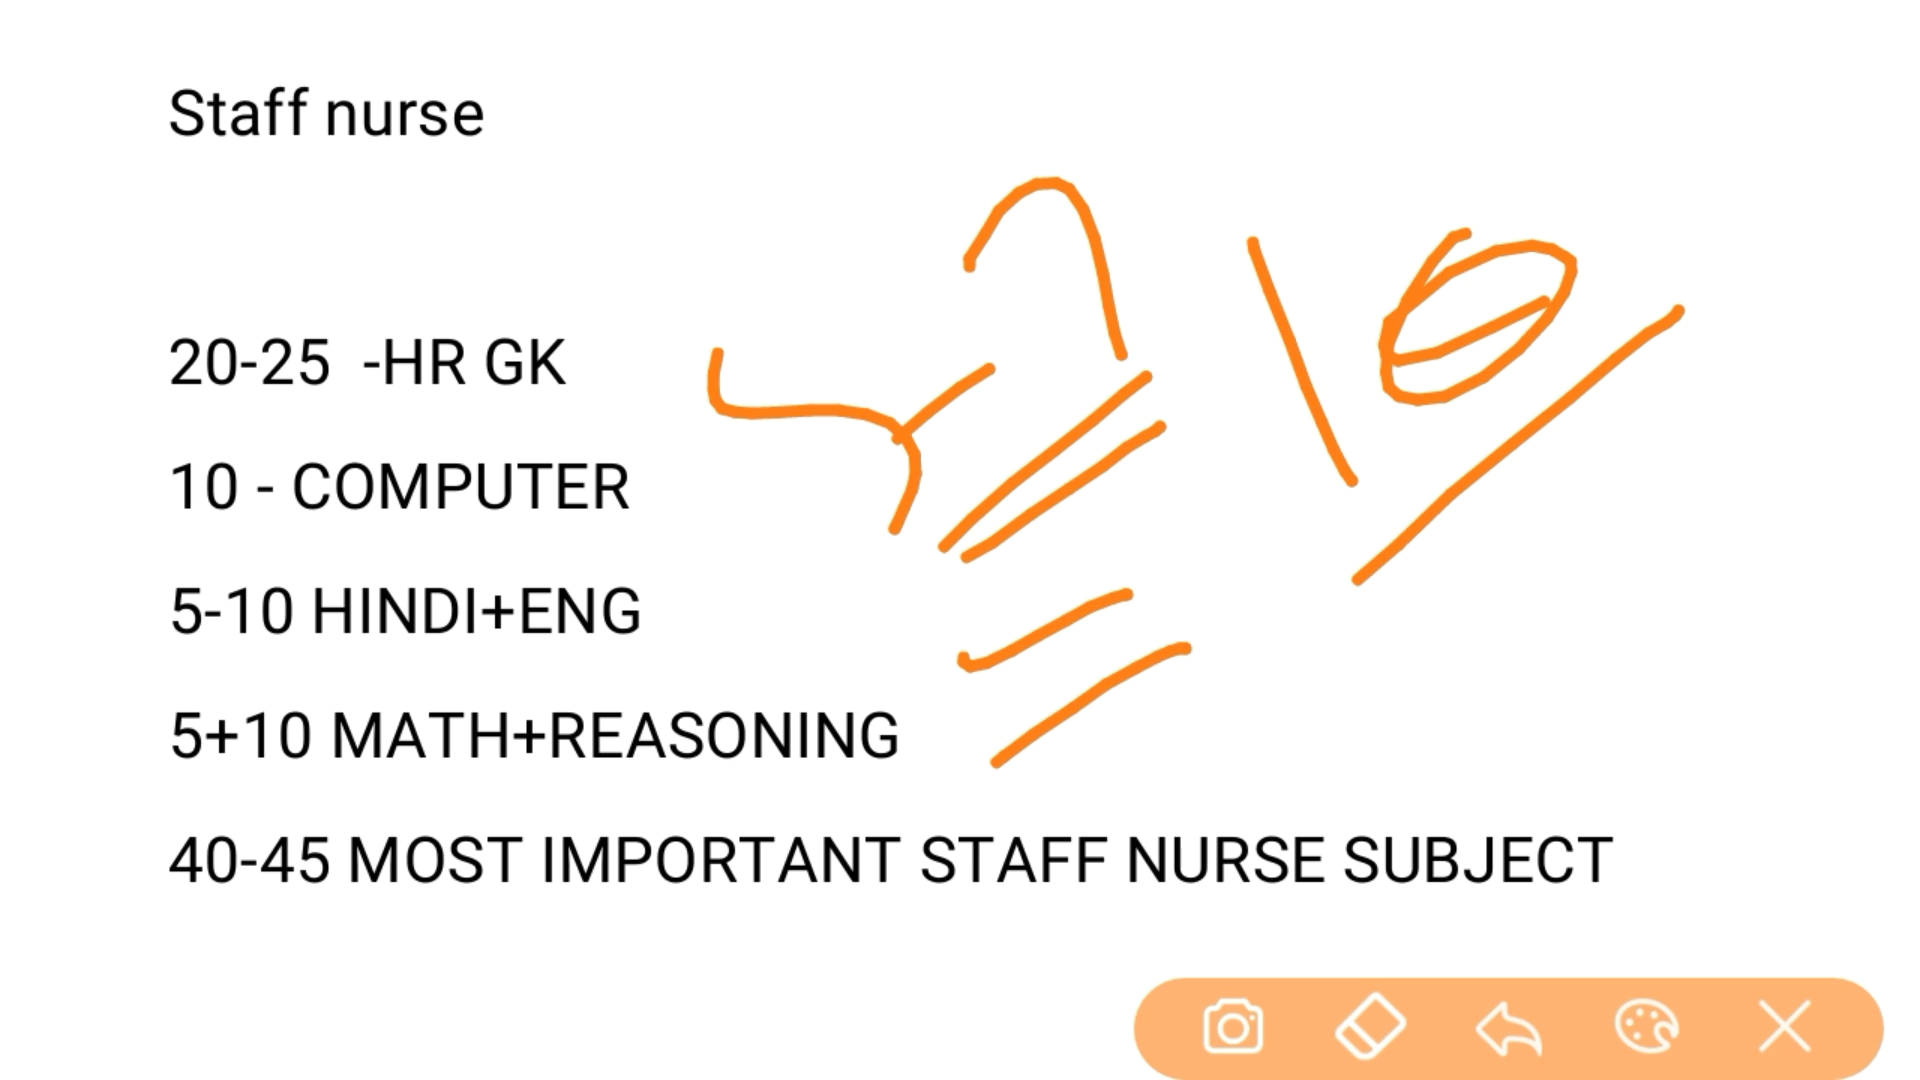 Staff nurse
20-25 -HR GK
10 - COMPUTER
5-10 HINDI+ENG
5+10 MATH+REASONING
40-45 MOST IMPORTANT STAFF NURSE SUBJECT